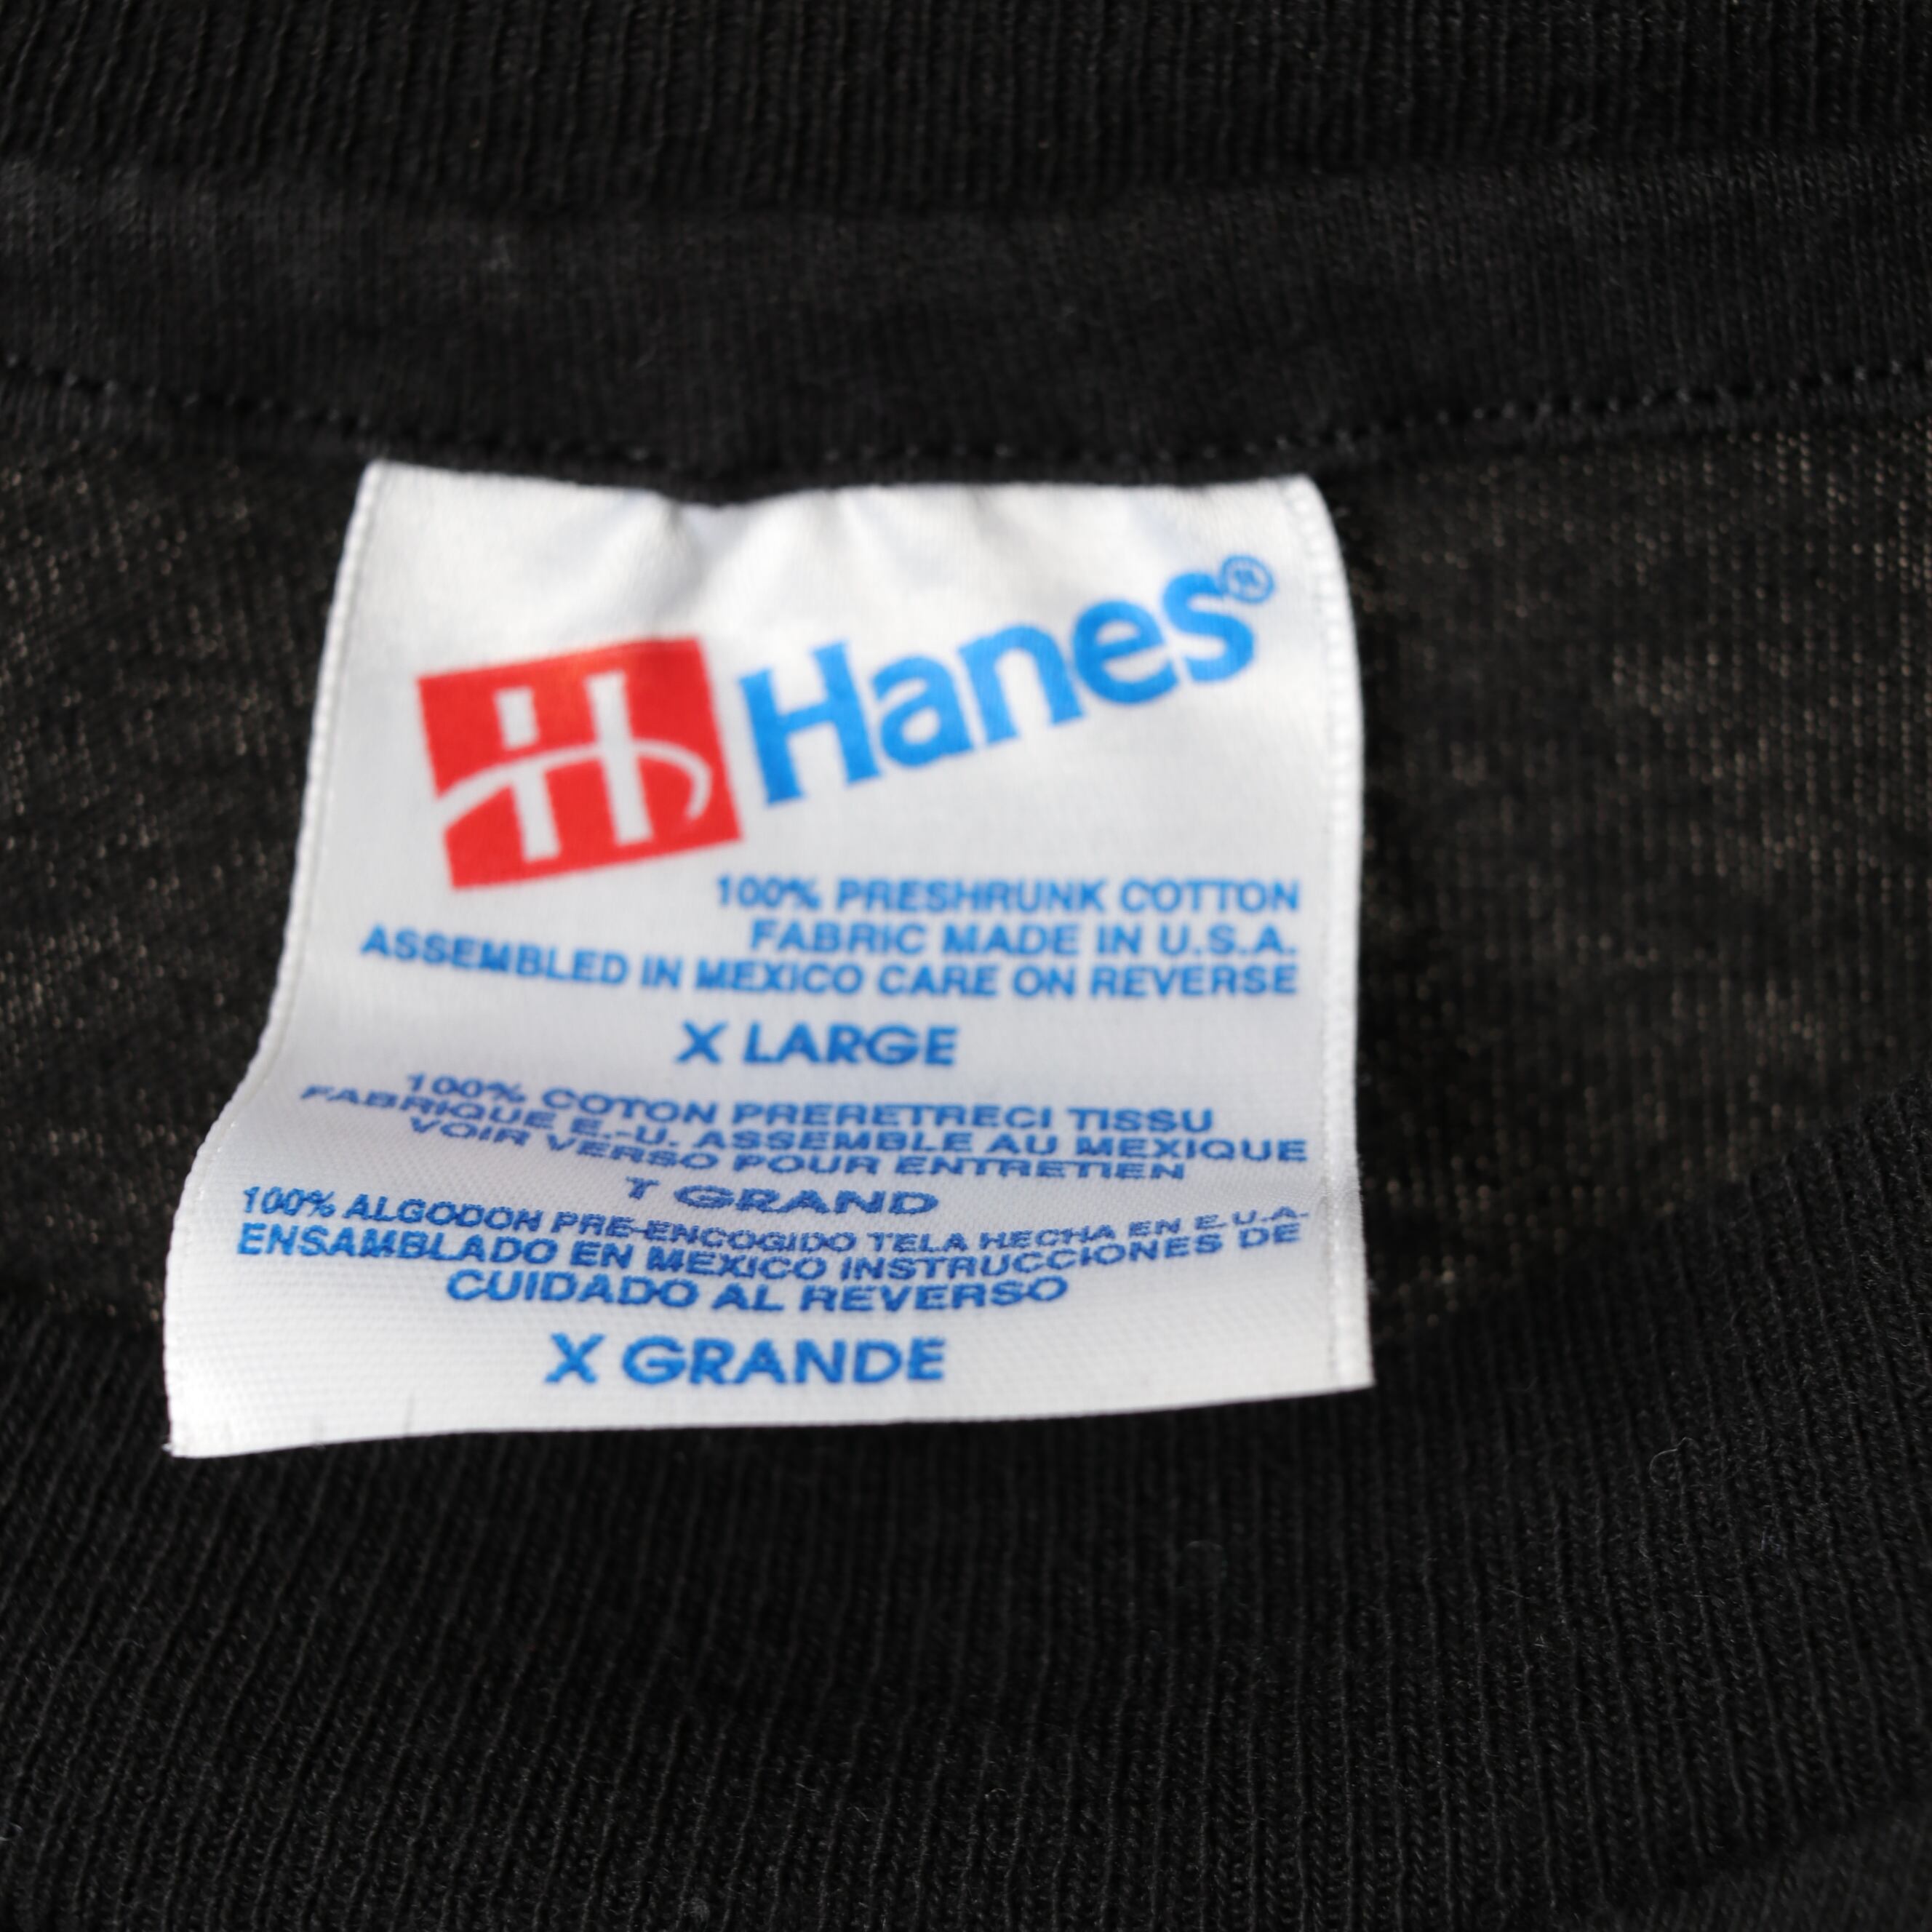 H Hanes®
100% PRESHRUNK COTTON
FABRIC MADE IN U.S.A.
ASSEMBLED IN MEXICO CARE ON REVERSE
X LARGE
100% COTON PRERETRECI TISSU
FABRIQUE E.-U. ASSEMBLE AU MEXIQUE
VOIR VERSO POUR ENTRETIEN
T GRAND
100% ALGODON PRE-ENCOGIDO TELA HECHA EN E.U.A.
ENSAMBLADO EN MEXICO INSTRUCCIONES DE
CUIDADO AL REVERSO
X GRANDE